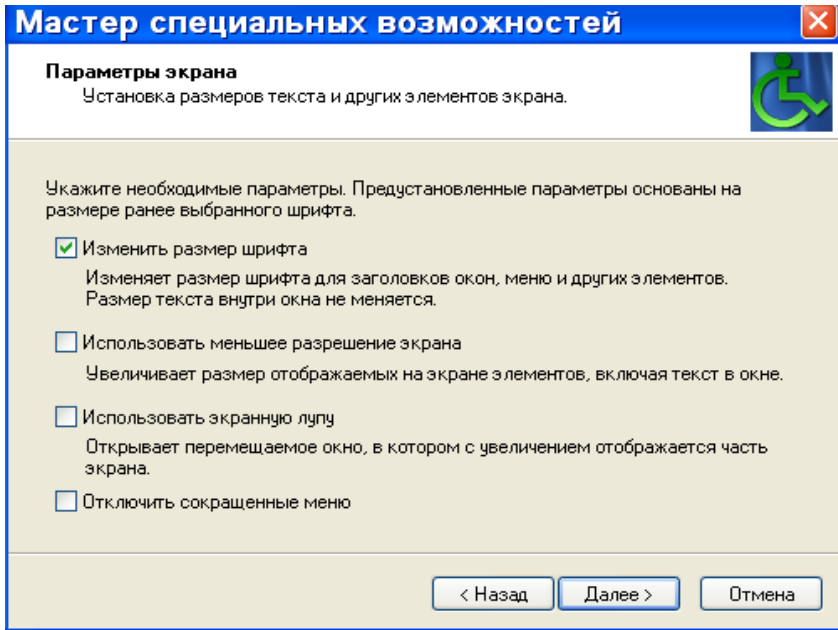 Мастер специальных возможностей
Параметры экрана
Установка размеров текста и других элементов экрана.
Укажите необходимые параметры. Предустановленные параметры основаны на
размере ранее выбранного шрифта.
Изменить размер шрифта
Изменяет размер шрифта для заголовков окон, меню и других элементов.
Размер текста внутри окна не меняется.
Использовать меньшее разрешение экрана
Увеличивает размер отображаемых на экране элементов, включая текст в окне.
Использовать экранную лупу
Открывает перемещаемое окно, в котором с увеличением отображается часть
экрана.
Отключить сокращенные меню
< Назад Далее > Отмена